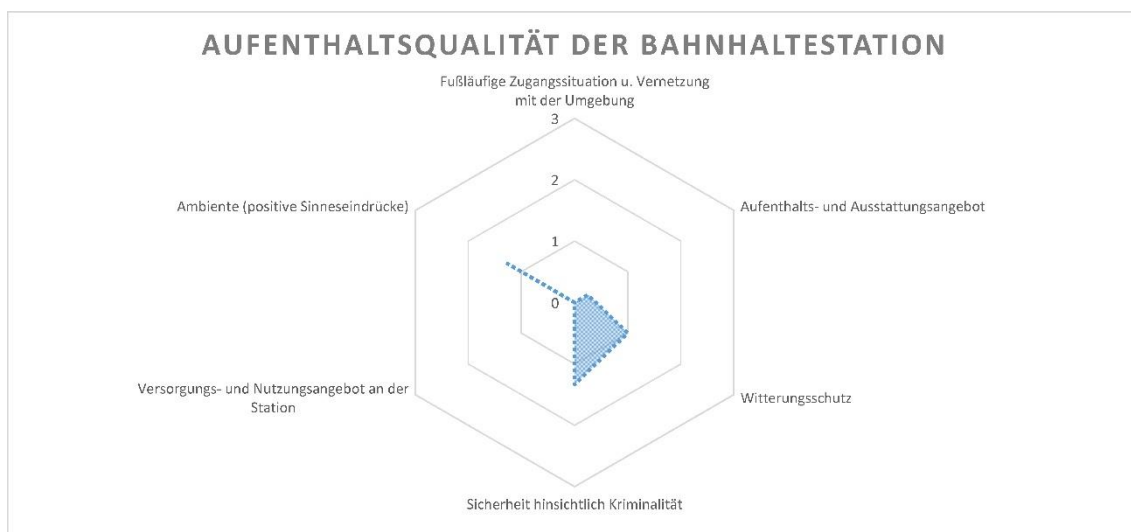 AUFENTHALTSQUALITÄT DER BAHNHALTESTATION
Fußläufige Zugangssituation u. Vernetzung
mit der Umgebung
3
2
1
0
Ambiente (positive Sinneseindrücke)
Aufenthalts- und Ausstattungsangebot
Versorgungs- und Nutzungsangebot an der
Station
Witterungsschutz
Sicherheit hinsichtlich Kriminalität